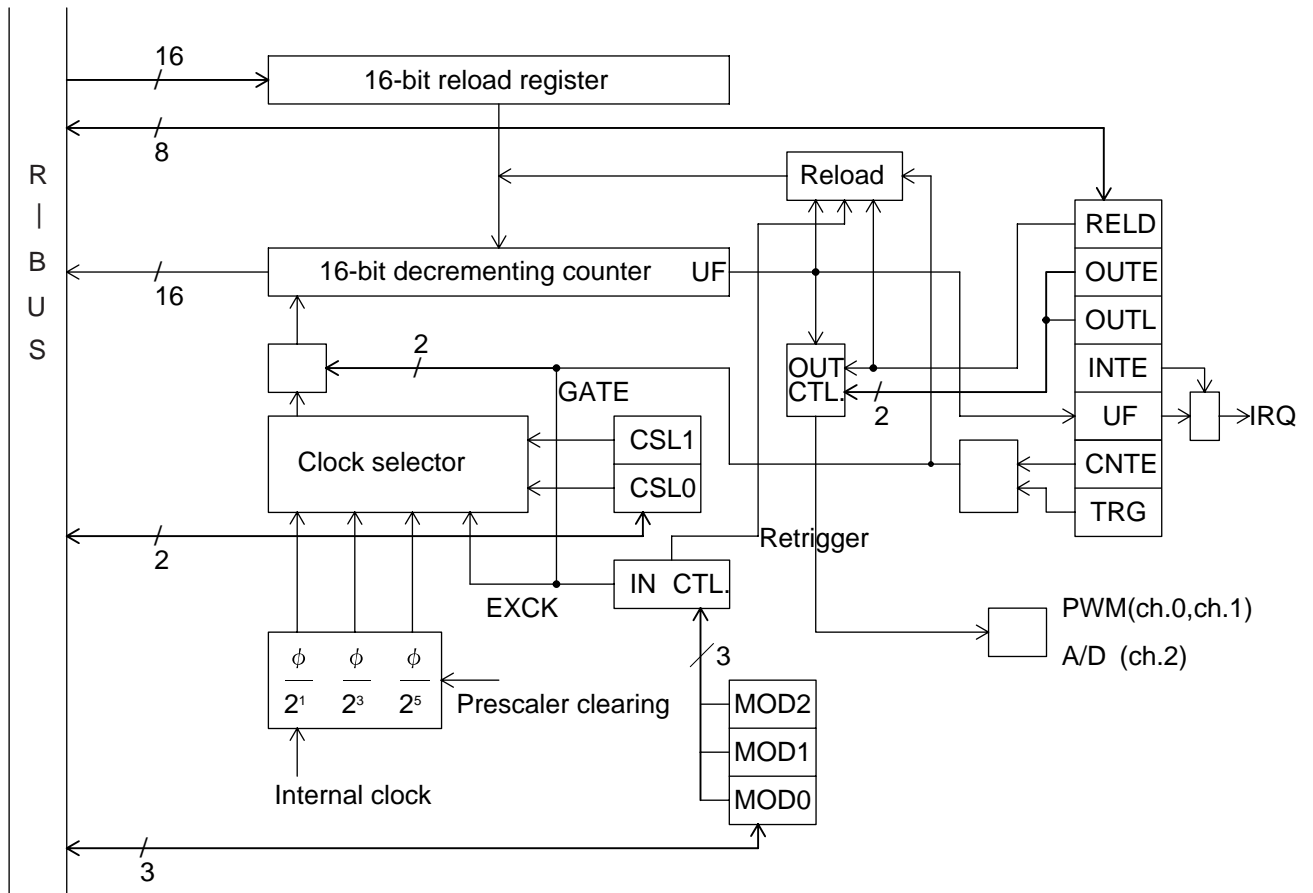 16
16-bit reload register
8
R
|
B
U
S
Reload
RELD
16-bit decrementing counter UF
OUTE
16
OUTL
2
OUT
CTL.
INTE
GATE
2
UF
IRQ
CSL1
Clock selector
CNTE
CSL0
TRG
2
Retrigger
IN CTL.
EXCK
PWM(ch.0,ch.1)
A/D (ch.2)
3
ϕ ϕ ϕ
2¹ 2³ 2⁵
Prescaler clearing
MOD2
MOD1
Internal clock
MOD0
3